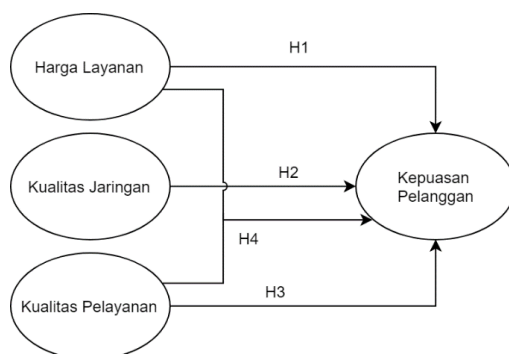 H1
Harga Layanan
Kualitas Jaringan
H2
Kepuasan
Pelanggan
H4
Kualitas Pelayanan
H3